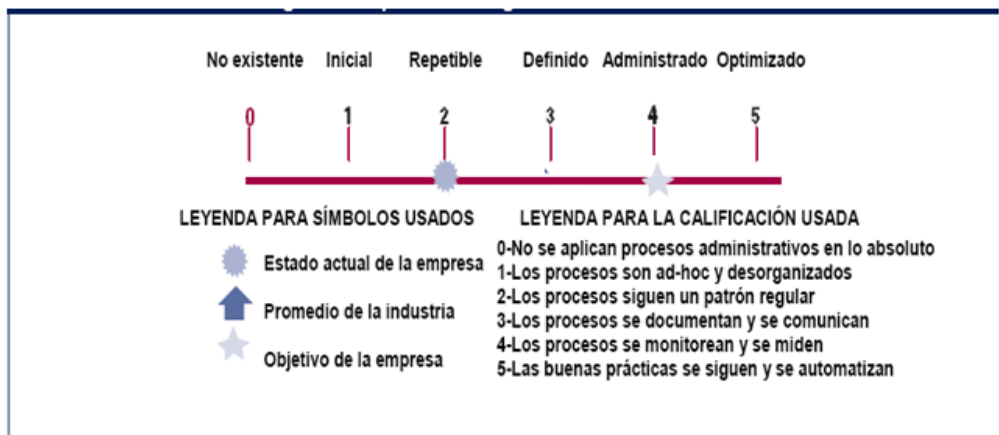 No existente Inicial Repetible Definido Administrado Optimizado
0 1 2 3 4 5
LEYENDA PARA SÍMBOLOS USADOS
Estado actual de la empresa
Promedio de la industria
Objetivo de la empresa
LEYENDA PARA LA CALIFICACIÓN USADA
0-No se aplican procesos administrativos en lo absoluto
1-Los procesos son ad-hoc y desorganizados
2-Los procesos siguen un patrón regular
3-Los procesos se documentan y se comunican
4-Los procesos se monitorean y se miden
5-Las buenas prácticas se siguen y se automatizan